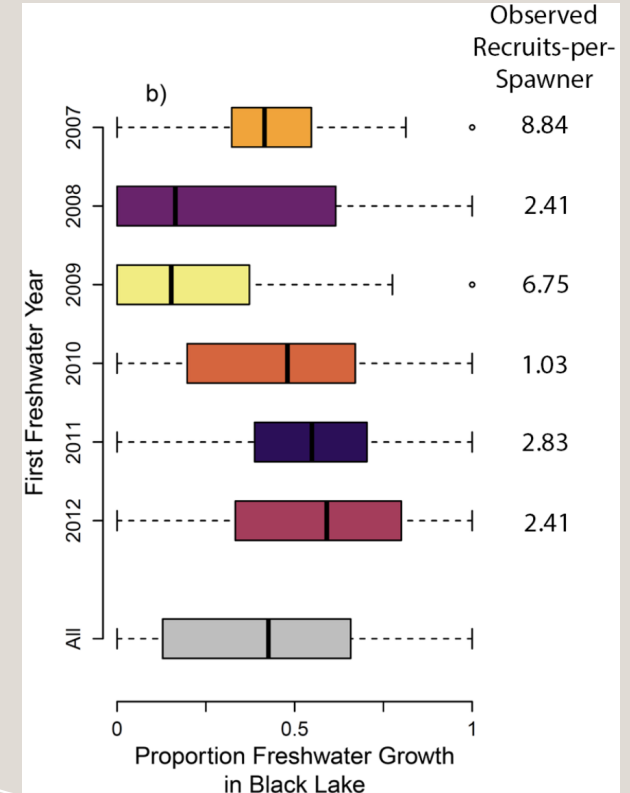 Observed
Recruits-per-
Spawner
b)
2007
8.84
2008
2.41
2009
6.75
2010
1.03
2011
2.83
2012
2.41
All
First Freshwater Year
0
0.5
1
Proportion Freshwater Growth
in Black Lake